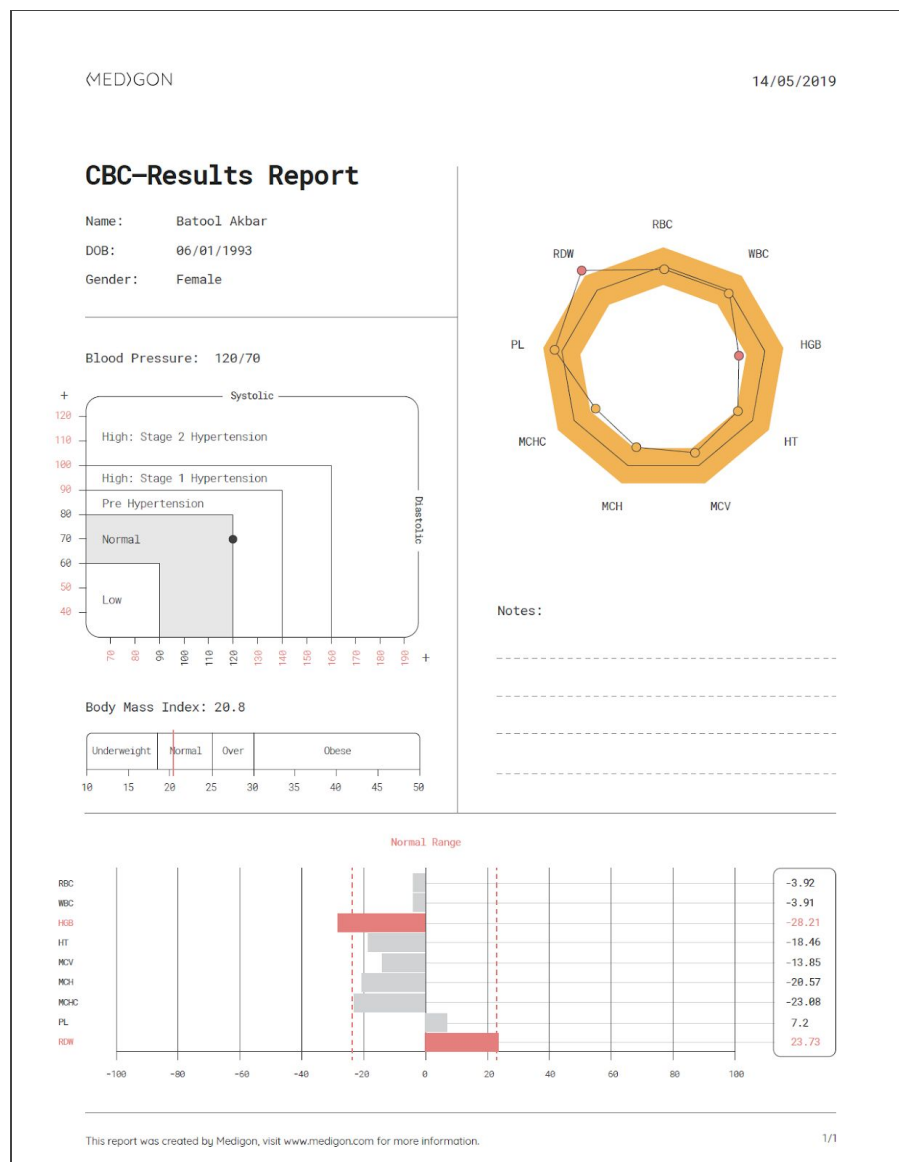 ⟨MED⟩GON
14/05/2019
CBC—Results Report
Name: Batool Akbar
DOB: 06/01/1993
Gender: Female
Blood Pressure: 120/70
+
Systolic
120
110
100
90
80
70
60
50
40
High: Stage 2 Hypertension
High: Stage 1 Hypertension
Pre Hypertension
Normal
Low
Diastolic
70 80 90 100 110 120 130 140 150 160 170 180 190 +
Body Mass Index: 20.8
Underweight Normal Over Obese
10 15 20 25 30 35 40 45 50
RBC
WBC
HGB
HT
MCV
MCH
MCHC
PL
RDW
Notes:
Normal Range
RBC -3.92
WBC -3.91
HGB -28.21
HT -18.46
MCV -13.85
MCH -20.57
MCHC -23.08
PL 7.2
RDW 23.73
-100 -80 -60 -40 -20 0 20 40 60 80 100
This report was created by Medigon, visit www.medigon.com for more information.
1/1